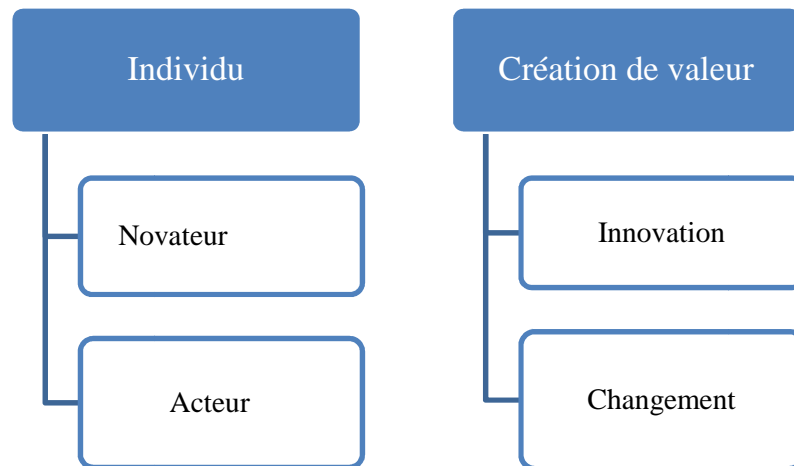 Individu
Création de valeur
Novateur
Innovation
Acteur
Changement